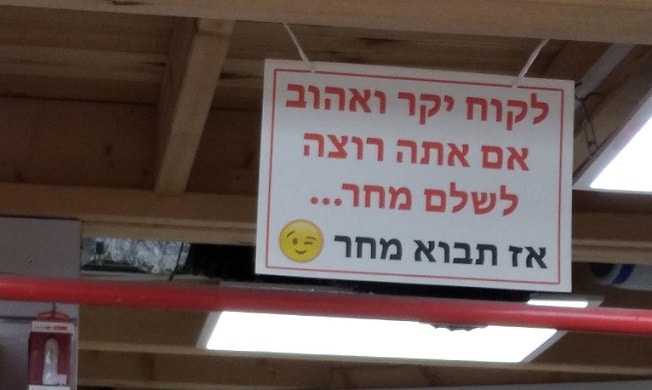 לקוח יקר ואהוב
אם אתה רוצה
לשלם מחר...
אז תבוא מחר 😉